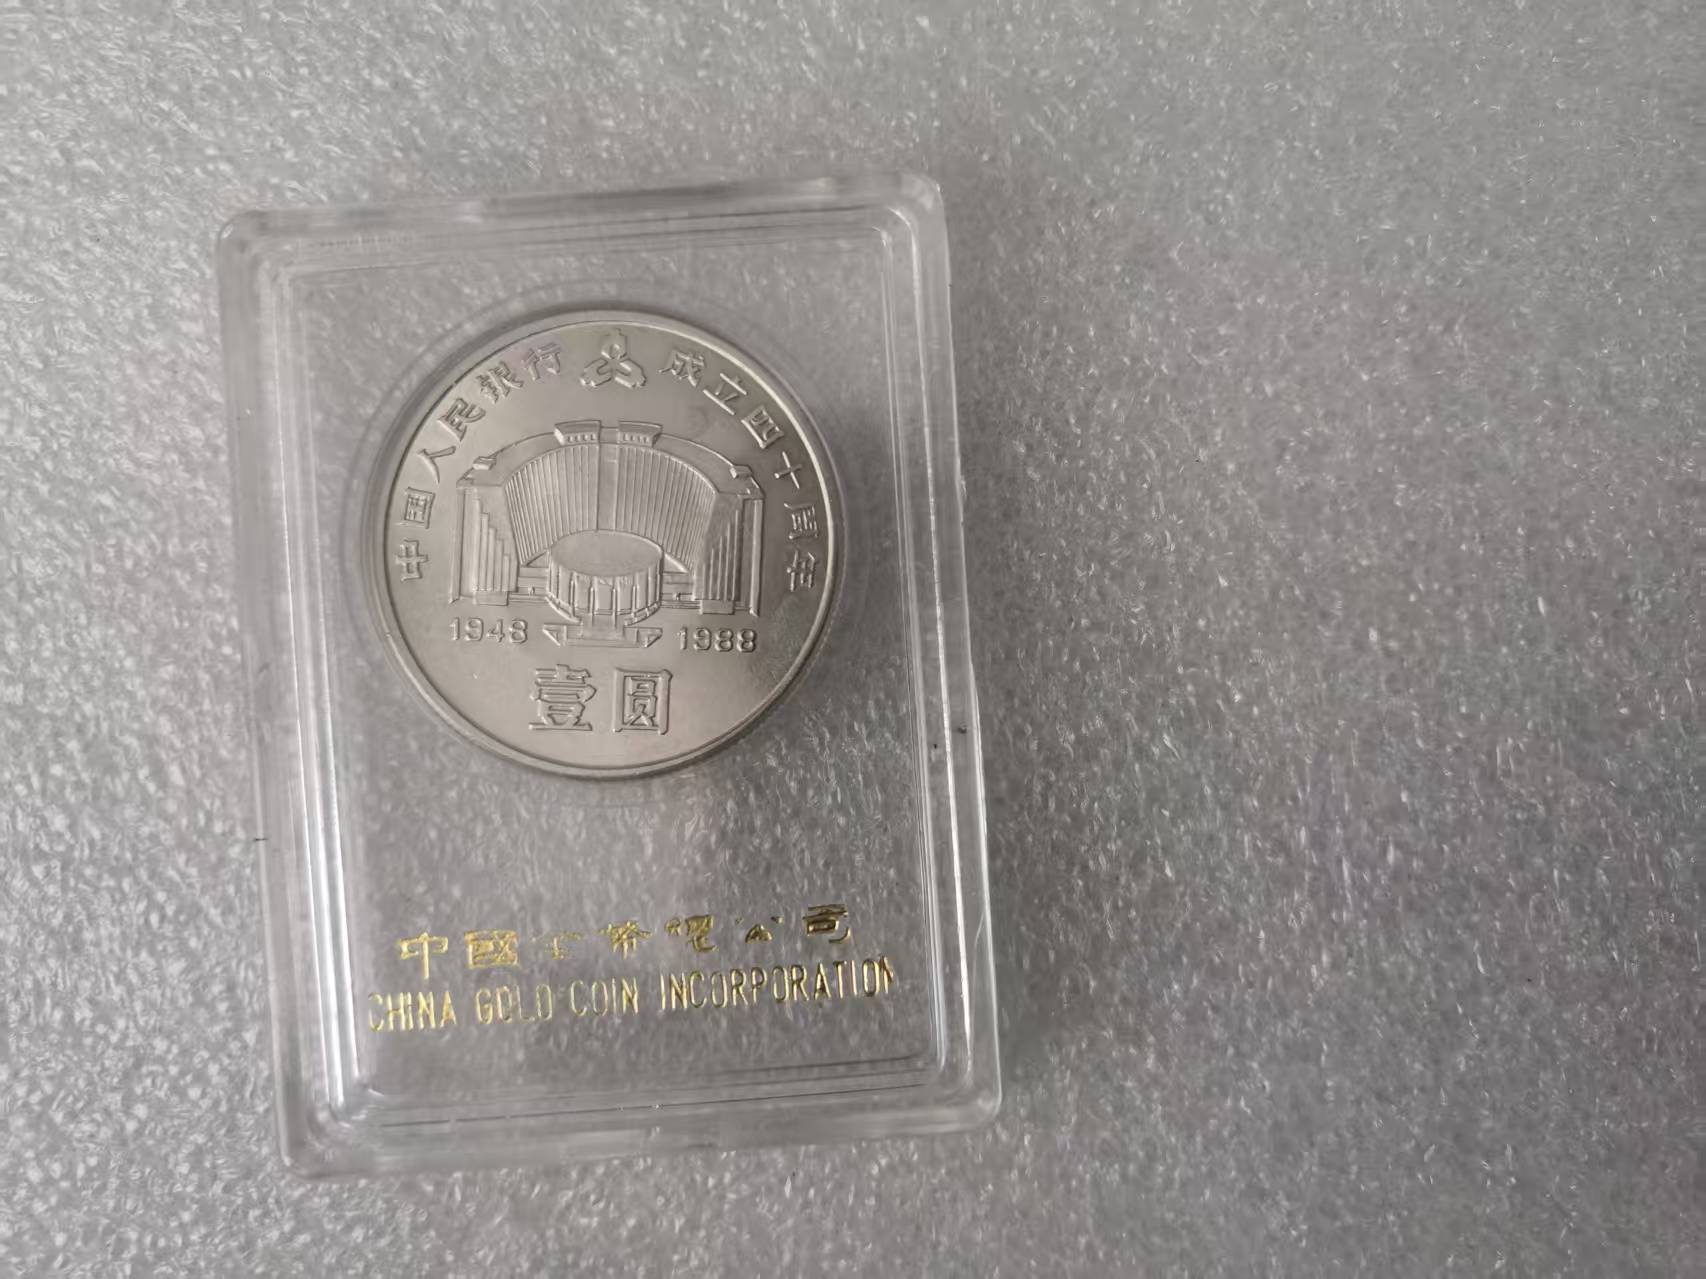 中国人民银行 成立四十周年
1948 1988
壹圆
中國金幣總公司
CHINA GOLD COIN INCORPORATION